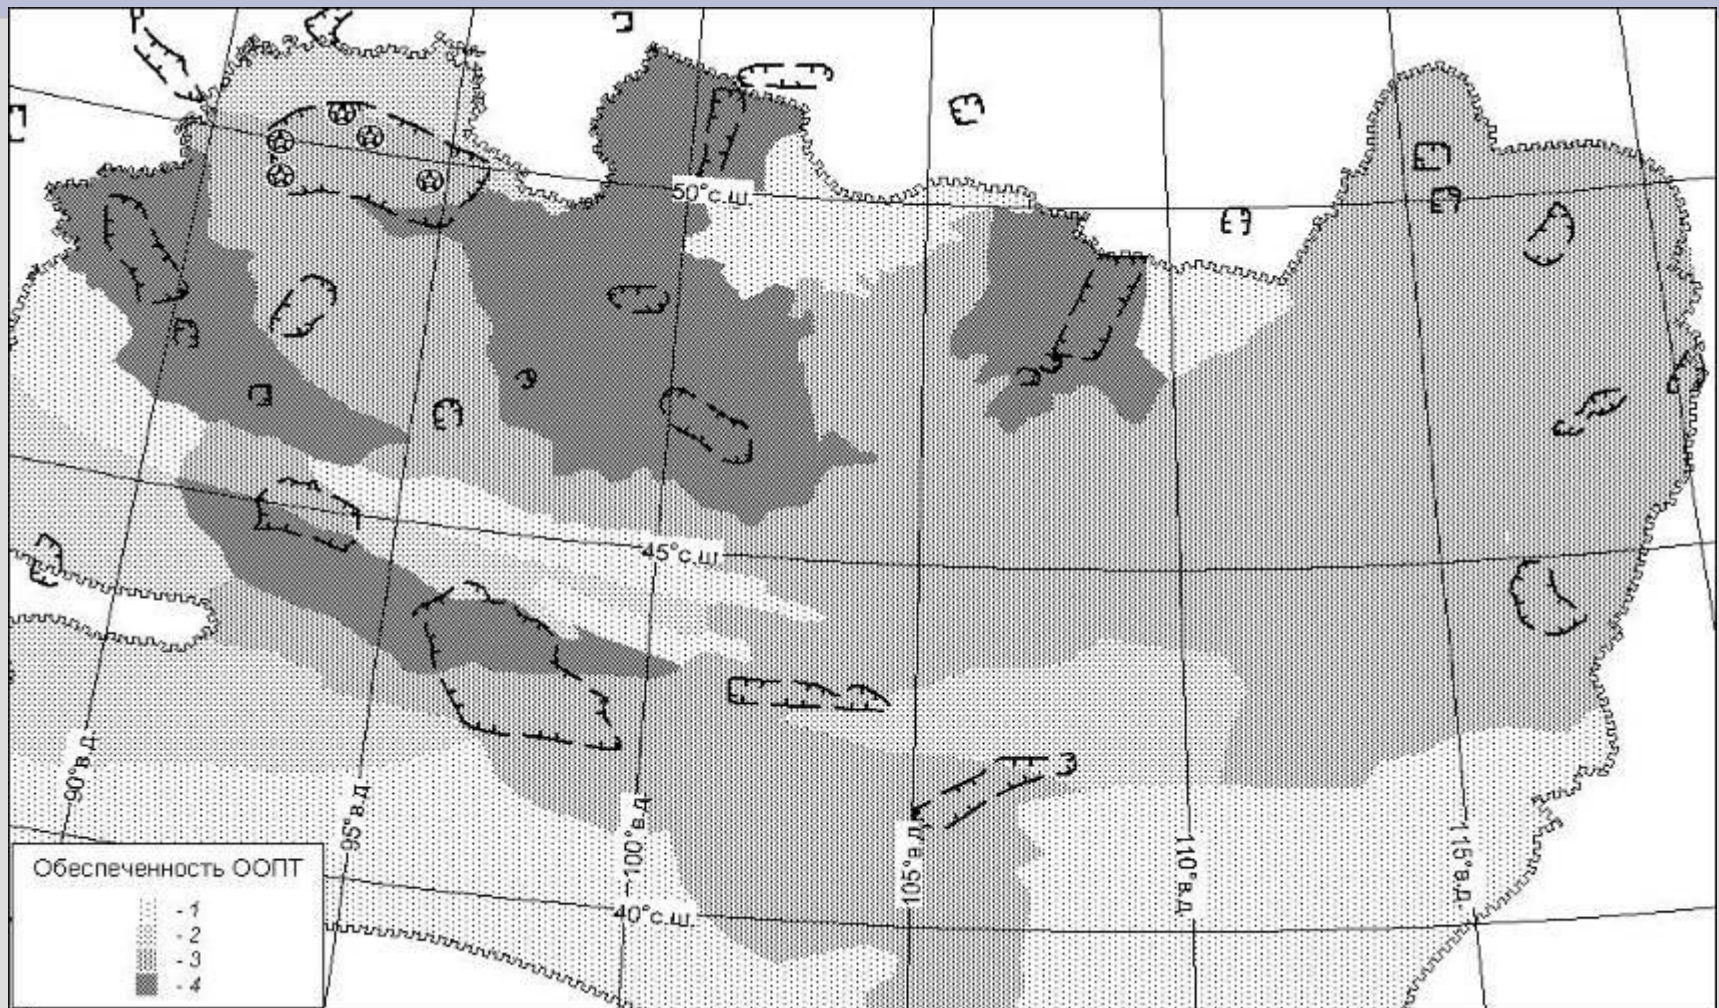 50°с.ш.
45°с.ш.
90°в.д.
95°в.д.
100°в.д.
105°в.д.
110°в.д.
115°в.д.
40°с.ш.
Обеспеченность ООПТ
- 1
- 2
- 3
- 4